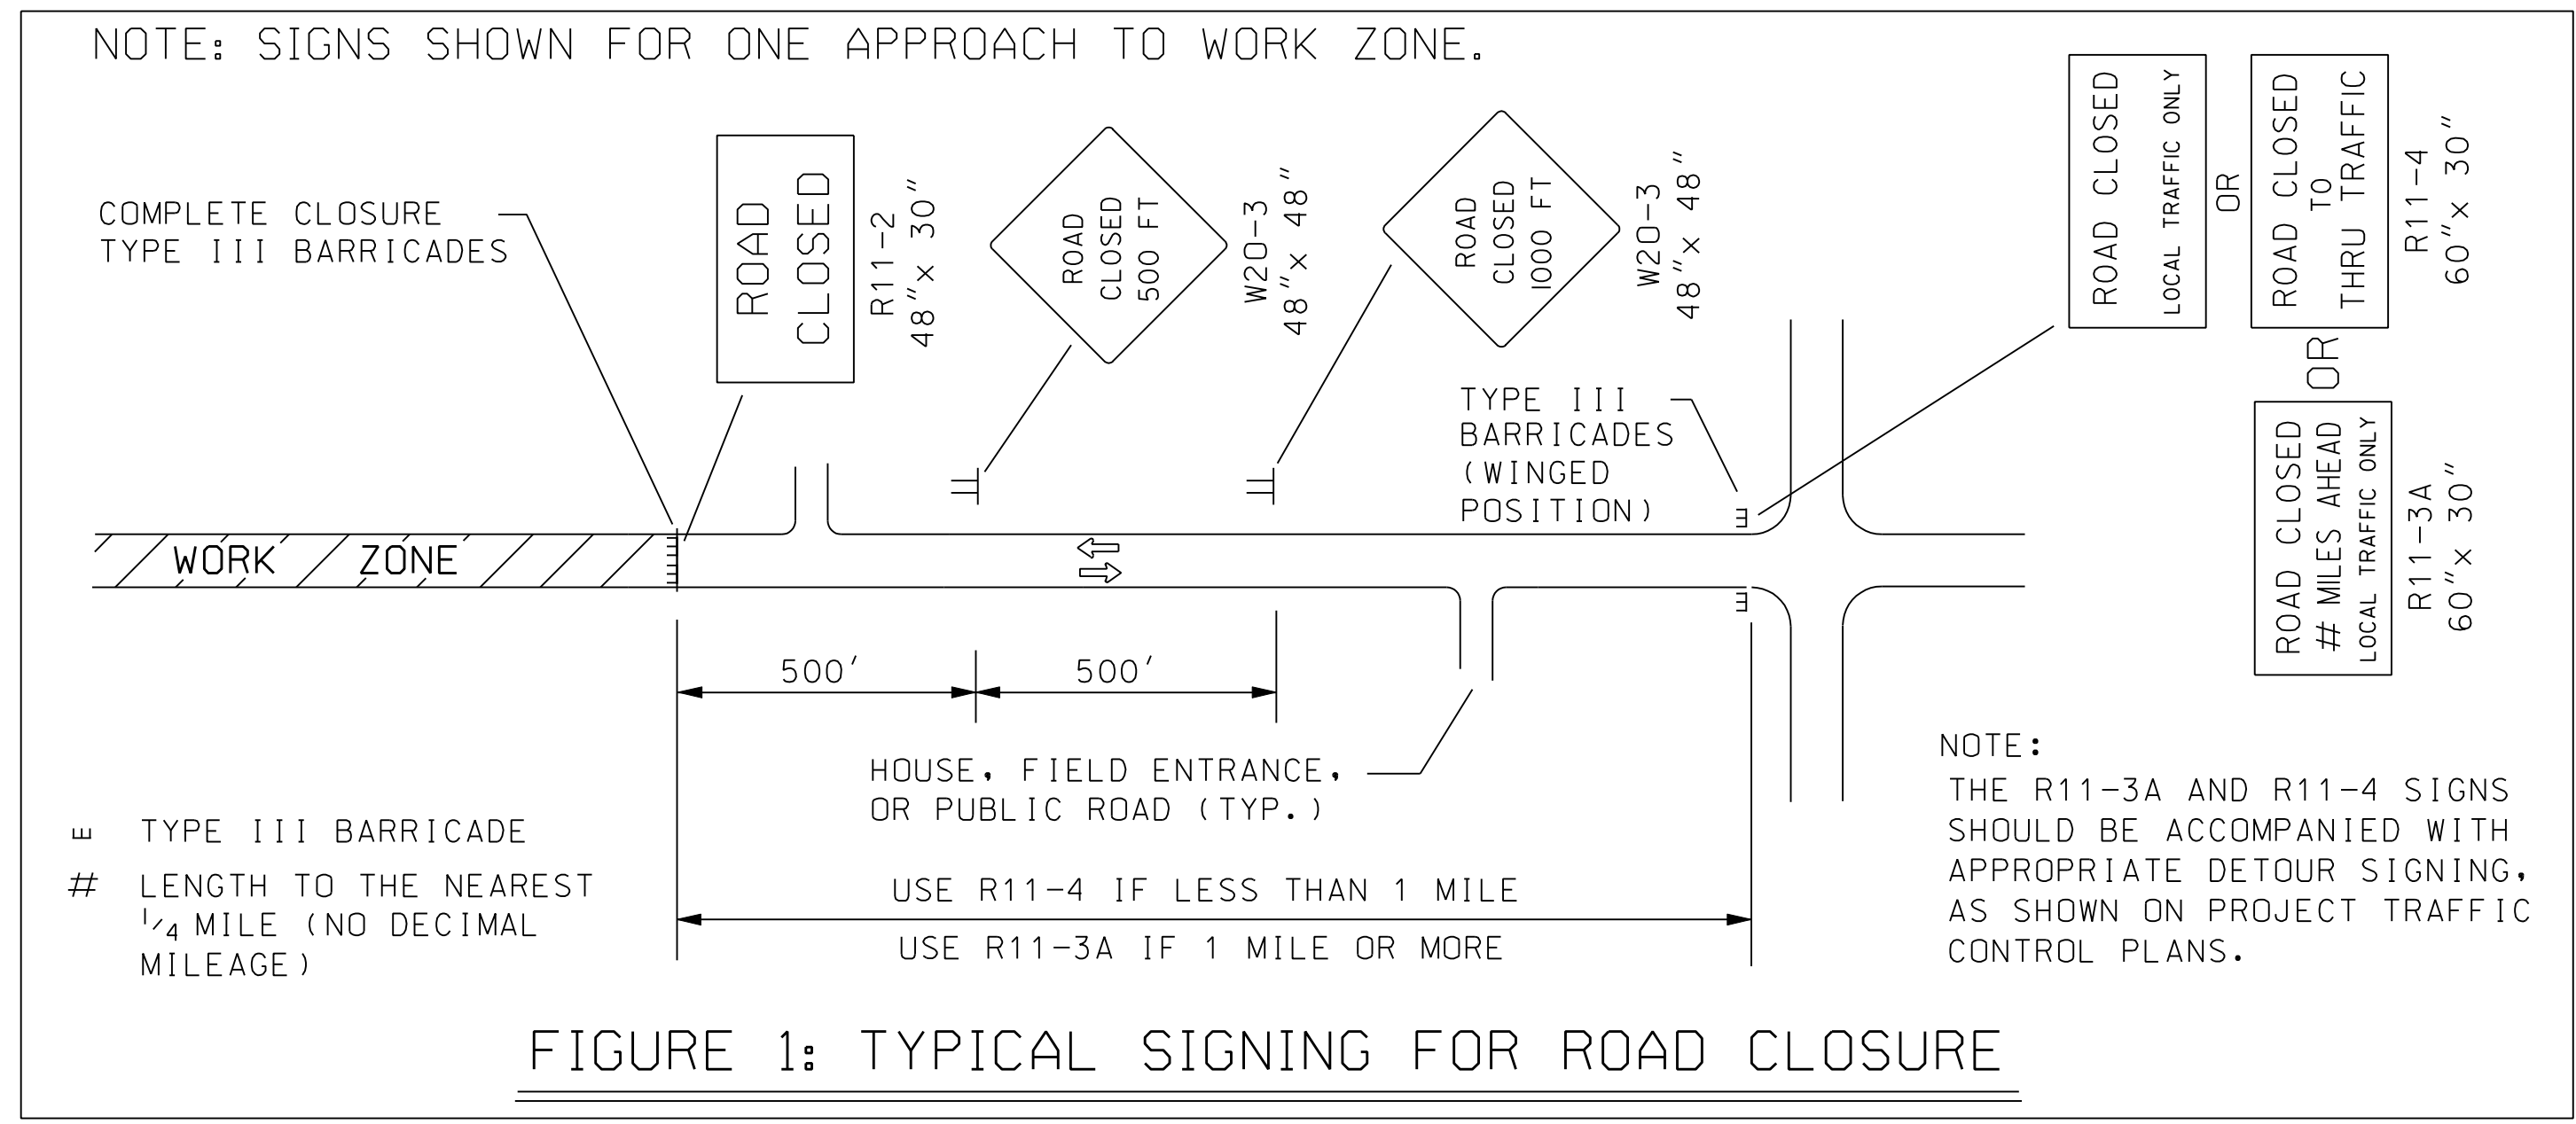 NOTE: SIGNS SHOWN FOR ONE APPROACH TO WORK ZONE.
COMPLETE CLOSURE
TYPE III BARRICADES
ROAD
CLOSED
R11-2
48"x 30"
ROAD
CLOSED
500 FT
W20-3
48"x 48"
ROAD
CLOSED
1000 FT
W20-3
48"x 48"
ROAD CLOSED
LOCAL TRAFFIC ONLY
OR
ROAD CLOSED
TO
THRU TRAFFIC
R11-4
60"x 30"
OR
ROAD CLOSED
# MILES AHEAD
LOCAL TRAFFIC ONLY
R11-3A
60"x 30"
TYPE III
BARRICADES
(WINGED
POSITION)
WORK ZONE
500'
500'
HOUSE, FIELD ENTRANCE,
OR PUBLIC ROAD (TYP.)
USE R11-4 IF LESS THAN 1 MILE
USE R11-3A IF 1 MILE OR MORE
TYPE III BARRICADE
# LENGTH TO THE NEAREST
1/4 MILE (NO DECIMAL
MILEAGE)
NOTE:
THE R11-3A AND R11-4 SIGNS
SHOULD BE ACCOMPANIED WITH
APPROPRIATE DETOUR SIGNING,
AS SHOWN ON PROJECT TRAFFIC
CONTROL PLANS.
FIGURE 1: TYPICAL SIGNING FOR ROAD CLOSURE